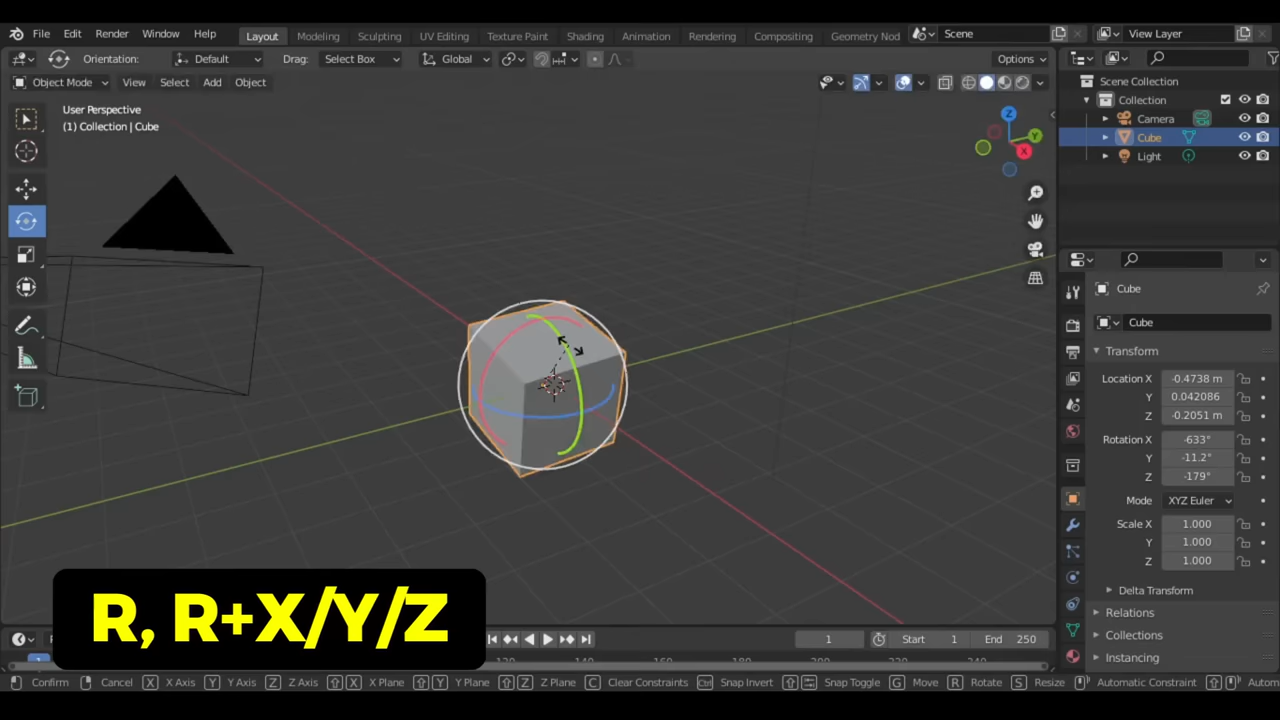 File Edit Render Window Help Layout Modeling Sculpting UV Editing Texture Paint Shading Animation Rendering Compositing Geometry Nod Scene View Layer
Orientation: Default Drag: Select Box Global Options
Object Mode View Select Add Object
User Perspective
(1) Collection | Cube
Z
Y
X
Scene Collection
Collection
Camera
Cube
Light
Cube
Cube
Transform
Location X -0.4738 m
Y 0.042086
Z -0.2051 m
Rotation X -633°
Y -11.2°
Z -179°
Mode XYZ Euler
Scale X 1.000
Y 1.000
Z 1.000
Delta Transform
Relations
Collections
Instancing
R, R+X/Y/Z
1 Start 1 End 250
Confirm Cancel X X Axis Y Y Axis Z Z Axis X X Plane Y Y Plane Z Z Plane C Clear Constraints Ctrl Snap Invert Snap Toggle G Move R Rotate S Resize Automatic Constraint Autom